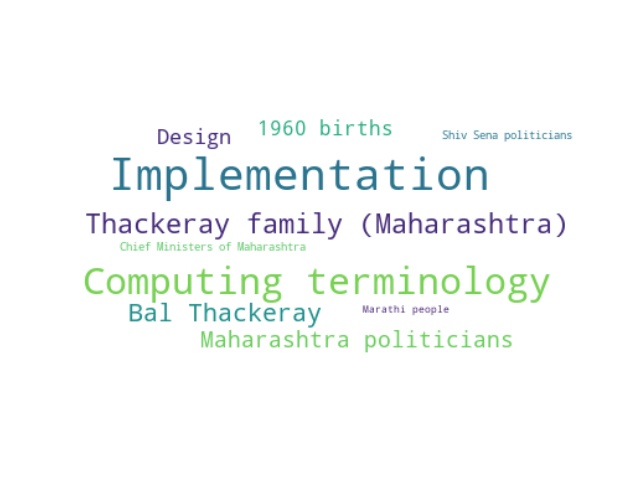 1960 births
Design
Shiv Sena politicians
Implementation
Thackeray family (Maharashtra)
Chief Ministers of Maharashtra
Computing terminology
Bal Thackeray
Marathi people
Maharashtra politicians